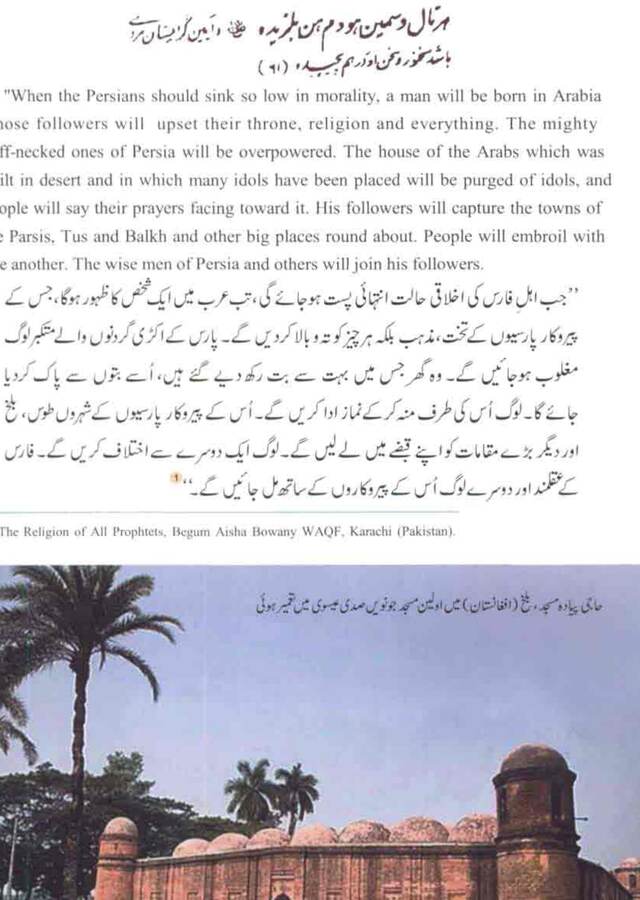 "When the Persians should sink so low in morality, a man will be born in Arabia
hose followers will upset their throne, religion and everything. The mighty
ff-necked ones of Persia will be overpowered. The house of the Arabs which was
ilt in desert and in which many idols have been placed will be purged of idols, and
ople will say their prayers facing toward it. His followers will capture the towns of
e Parsis, Tus and Balkh and other big places round about. People will embroil with
e another. The wise men of Persia and others will join his followers.
’’جب اہلِ فارس کی اخلاقی حالت انتہائی پست ہوجائے گی، تب عرب میں ایک شخص کا ظہور ہوگا، جس کے
پیروکار پارسیوں کے تخت، مذہب بلکہ ہر چیز کو تہ و بالا کردیں گے۔ پارس کے اکڑی گردنوں والے متکبر لوگ
مغلوب ہوجائیں گے۔ وہ گھر جس میں بہت سے بت رکھ دیے گئے ہیں، اُسے بتوں سے پاک کردیا
جائے گا۔ لوگ اُس کی طرف منہ کرکے نماز ادا کریں گے۔ اُس کے پیروکار پارسیوں کے شہروں طوس، بلخ
اور دیگر بڑے مقامات کو اپنے قبضے میں لے لیں گے۔ لوگ ایک دوسرے سے اختلاف کریں گے۔ فارس
کے عقلمند اور دوسرے لوگ اُس کے پیروکاروں کے ساتھ مل جائیں گے۔‘‘ 1
The Religion of All Prophtets, Begum Aisha Bowany WAQF, Karachi (Pakistan).
حاجی پیادہ مسجد، بلخ (افغانستان) میں اولین مسجد جو نویں صدی عیسوی میں تعمیر ہوئی